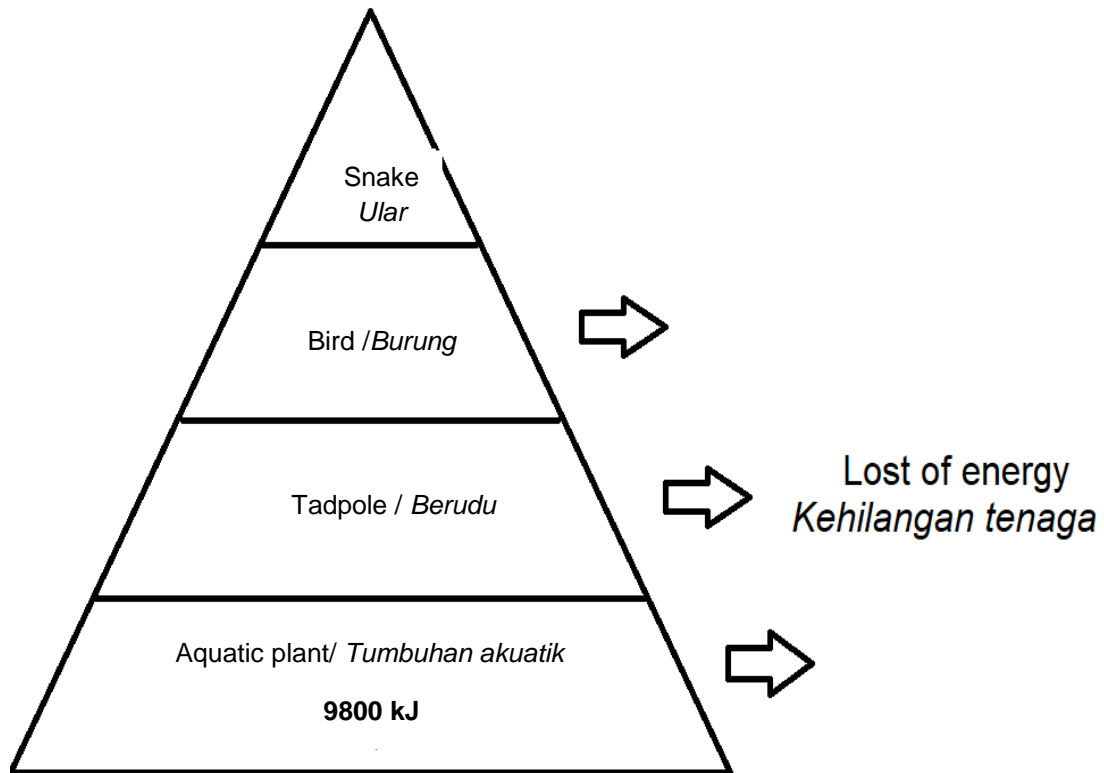 Snake
Ular
Bird /Burung
Tadpole / Berudu
Lost of energy
Kehilangan tenaga
Aquatic plant/ Tumbuhan akuatik
9800 kJ